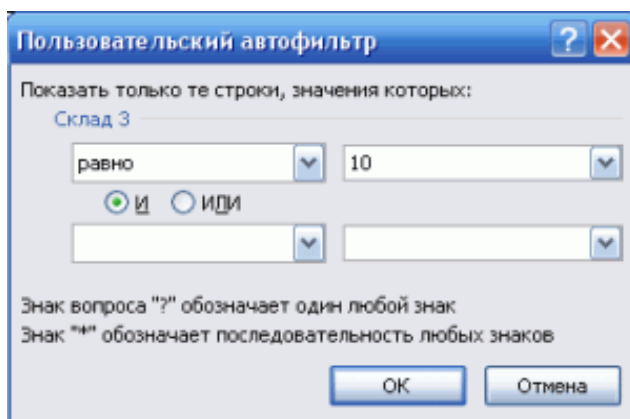 Пользовательский автофильтр
Показать только те строки, значения которых:
Склад 3
равно 10
И ИЛИ
Знак вопроса "?" обозначает один любой знак
Знак "*" обозначает последовательность любых знаков
ОК Отмена